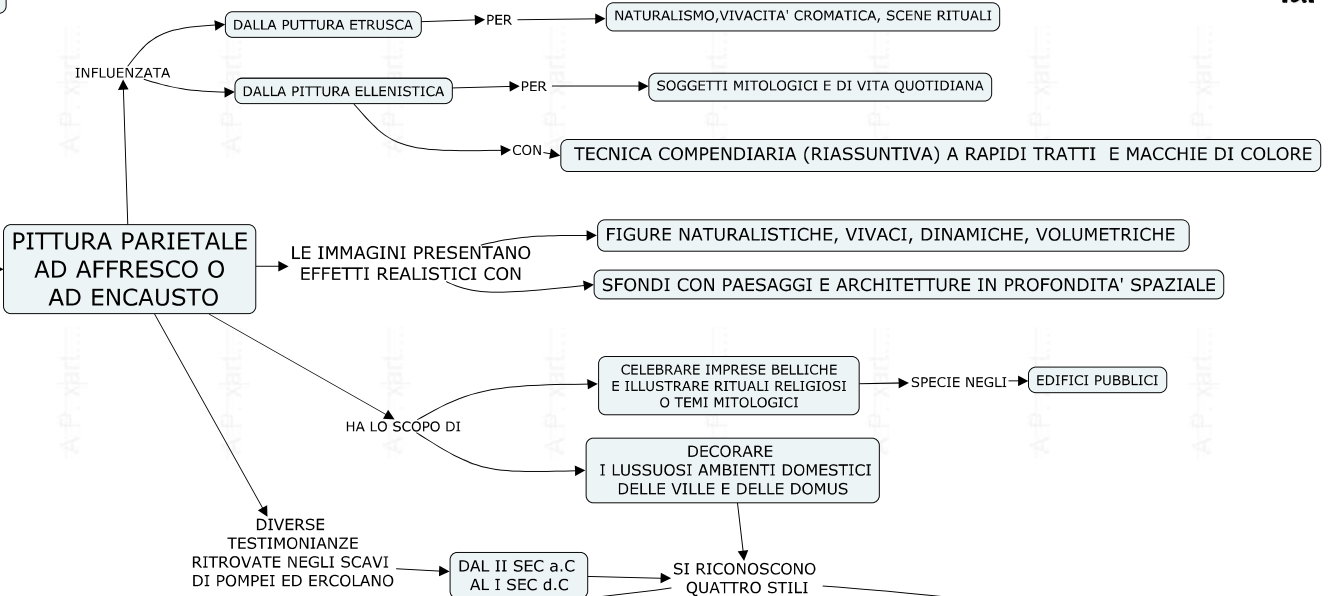 DALLA PUTTURA ETRUSCA
PER
NATURALISMO,VIVACITA' CROMATICA, SCENE RITUALI
INFLUENZATA
DALLA PITTURA ELLENISTICA
PER
SOGGETTI MITOLOGICI E DI VITA QUOTIDIANA
CON
TECNICA COMPENDIARIA (RIASSUNTIVA) A RAPIDI TRATTI E MACCHIE DI COLORE
PITTURA PARIETALE
AD AFFRESCO O
AD ENCAUSTO
LE IMMAGINI PRESENTANO
EFFETTI REALISTICI CON
FIGURE NATURALISTICHE, VIVACI, DINAMICHE, VOLUMETRICHE
SFONDI CON PAESAGGI E ARCHITETTURE IN PROFONDITA' SPAZIALE
HA LO SCOPO DI
CELEBRARE IMPRESE BELLICHE
E ILLUSTRARE RITUALI RELIGIOSI
O TEMI MITOLOGICI
SPECIE NEGLI
EDIFICI PUBBLICI
DECORARE
I LUSSUOSI AMBIENTI DOMESTICI
DELLE VILLE E DELLE DOMUS
DIVERSE
TESTIMONIANZE
RITROVATE NEGLI SCAVI
DI POMPEI ED ERCOLANO
DAL II SEC a.C
AL I SEC d.C
SI RICONOSCONO
QUATTRO STILI